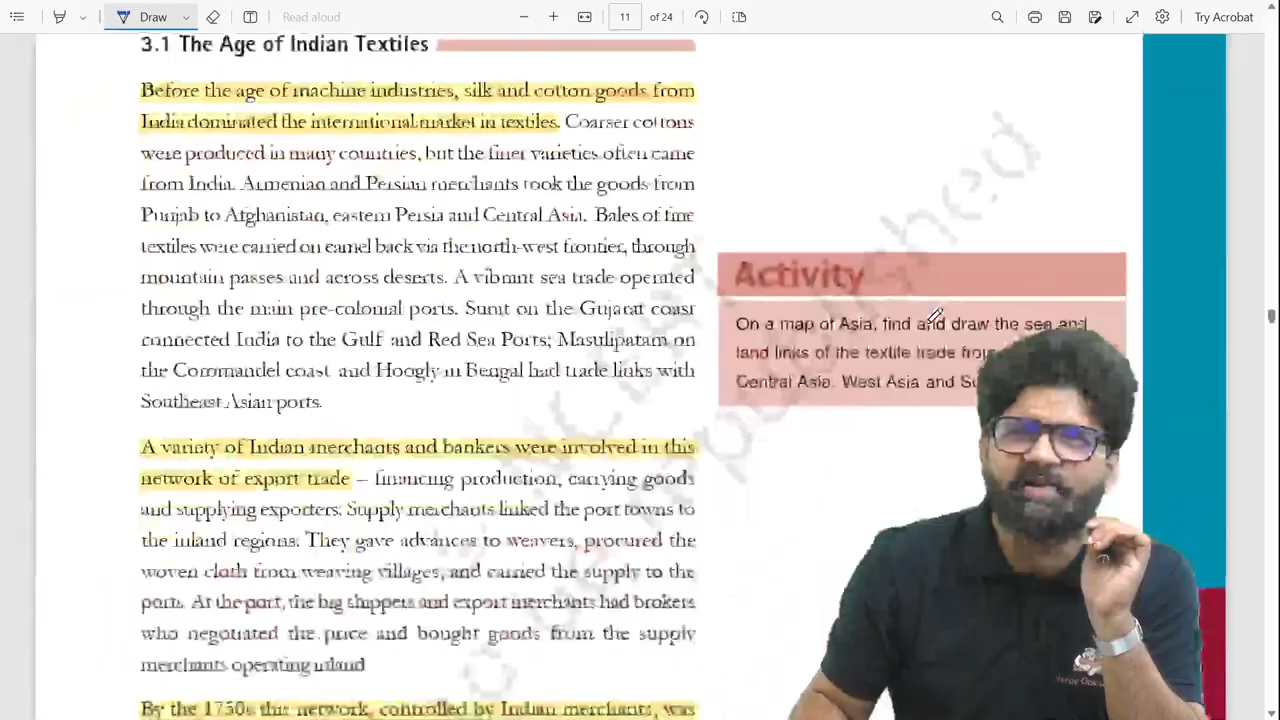 Draw
Read aloud
11 of 24
Try Acrobat
3.1 The Age of Indian Textiles
Before the age of machine industries, silk and cotton goods from
India dominated the international market in textiles. Coarser cottons
were produced in many countries, but the finer varieties often came
from India. Armenian and Persian merchants took the goods from
Punjab to Afghanistan, eastern Persia and Central Asia. Bales of fine
textiles were carried on camel back via the north-west frontier, through
mountain passes and across deserts. A vibrant sea trade operated
through the main pre-colonial ports. Surat on the Gujarat coast
connected India to the Gulf and Red Sea Ports; Masulipatam on
the Coromandel coast and Hoogly in Bengal had trade links with
Southeast Asian ports.
A variety of Indian merchants and bankers were involved in this
network of export trade – financing production, carrying goods
and supplying exporters. Supply merchants linked the port towns to
the inland regions. They gave advances to weavers, procured the
woven cloth from weaving villages, and carried the supply to the
ports. At the port, the big shippers and export merchants had brokers
who negotiated the price and bought goods from the supply
merchants operating inland
By the 1750s this network, controlled by Indian merchants, was
Activity
On a map of Asia, find and draw the sea and
land links of the textile trade from
Central Asia, West Asia and